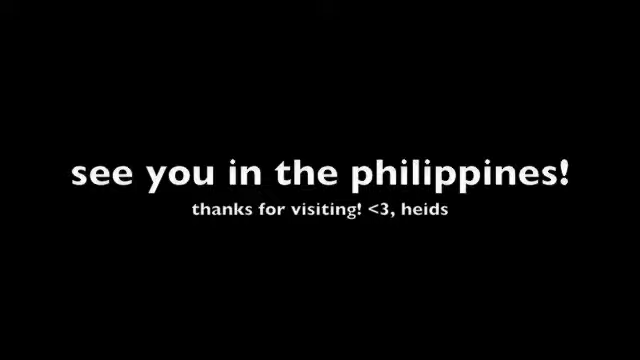 see you in the philippines!
thanks for visiting! <3, heids